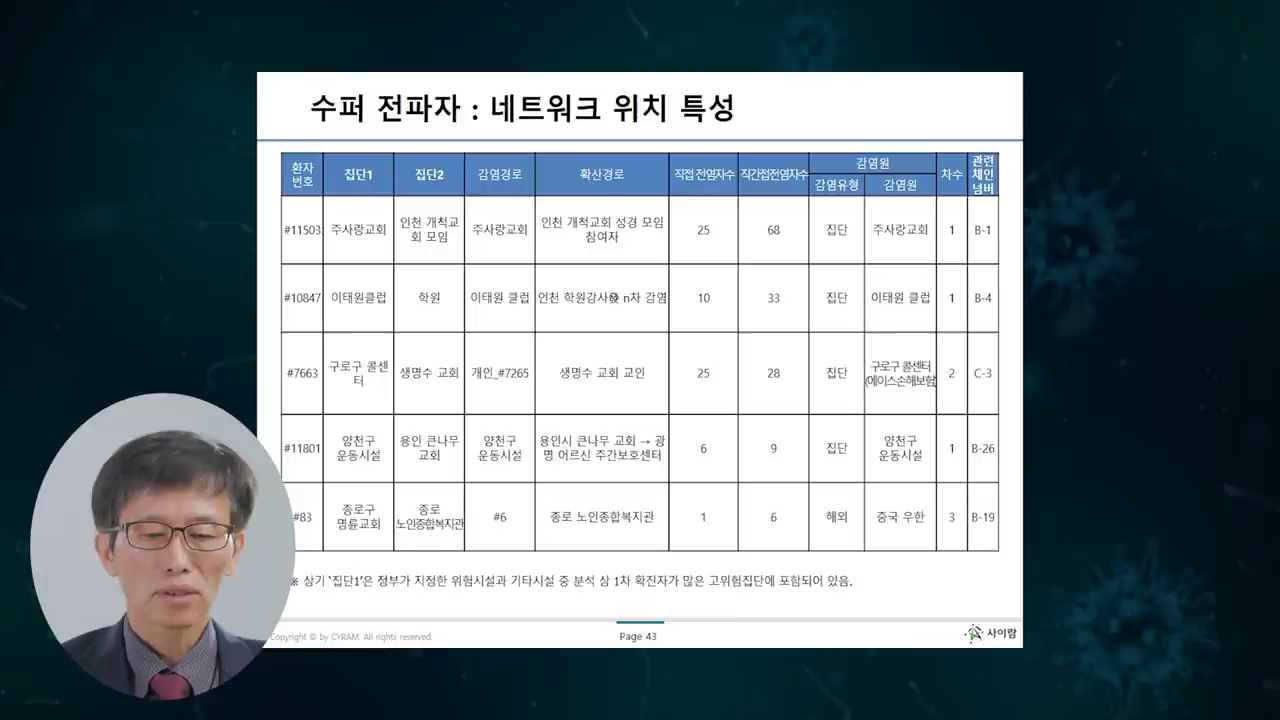 수퍼 전파자 : 네트워크 위치 특성
환자 번호 집단1 집단2 감염경로 확산경로 직접 전염자수 직간접전염자수 감염원 차수 관련 체인 넘버
감염유형 감염원
#11503 주사랑교회 인천 개척교회 모임 주사랑교회 인천 개척교회 성경 모임 참여자 25 68 집단 주사랑교회 1 B-1
#10847 이태원클럽 학원 이태원 클럽 인천 학원강사發 n차 감염 10 33 집단 이태원 클럽 1 B-4
#7663 구로구 콜센터 생명수 교회 개인_#7265 생명수 교회 교인 25 28 집단 구로구 콜센터 (에이스손해보험) 2 C-3
#11801 양천구 운동시설 용인 큰나무 교회 양천구 운동시설 용인시 큰나무 교회 → 광명 어르신 주간보호센터 6 9 집단 양천구 운동시설 1 B-26
#83 종로구 명륜교회 종로 노인종합복지관 #6 종로 노인종합복지관 1 6 해외 중국 우한 3 B-19
※ 상기 '집단1'은 정부가 지정한 위험시설과 기타시설 중 분석 상 1차 확진자가 많은 고위험집단에 포함되어 있음.
Copyright © by CYRAM. All rights reserved.
Page 43
사이람